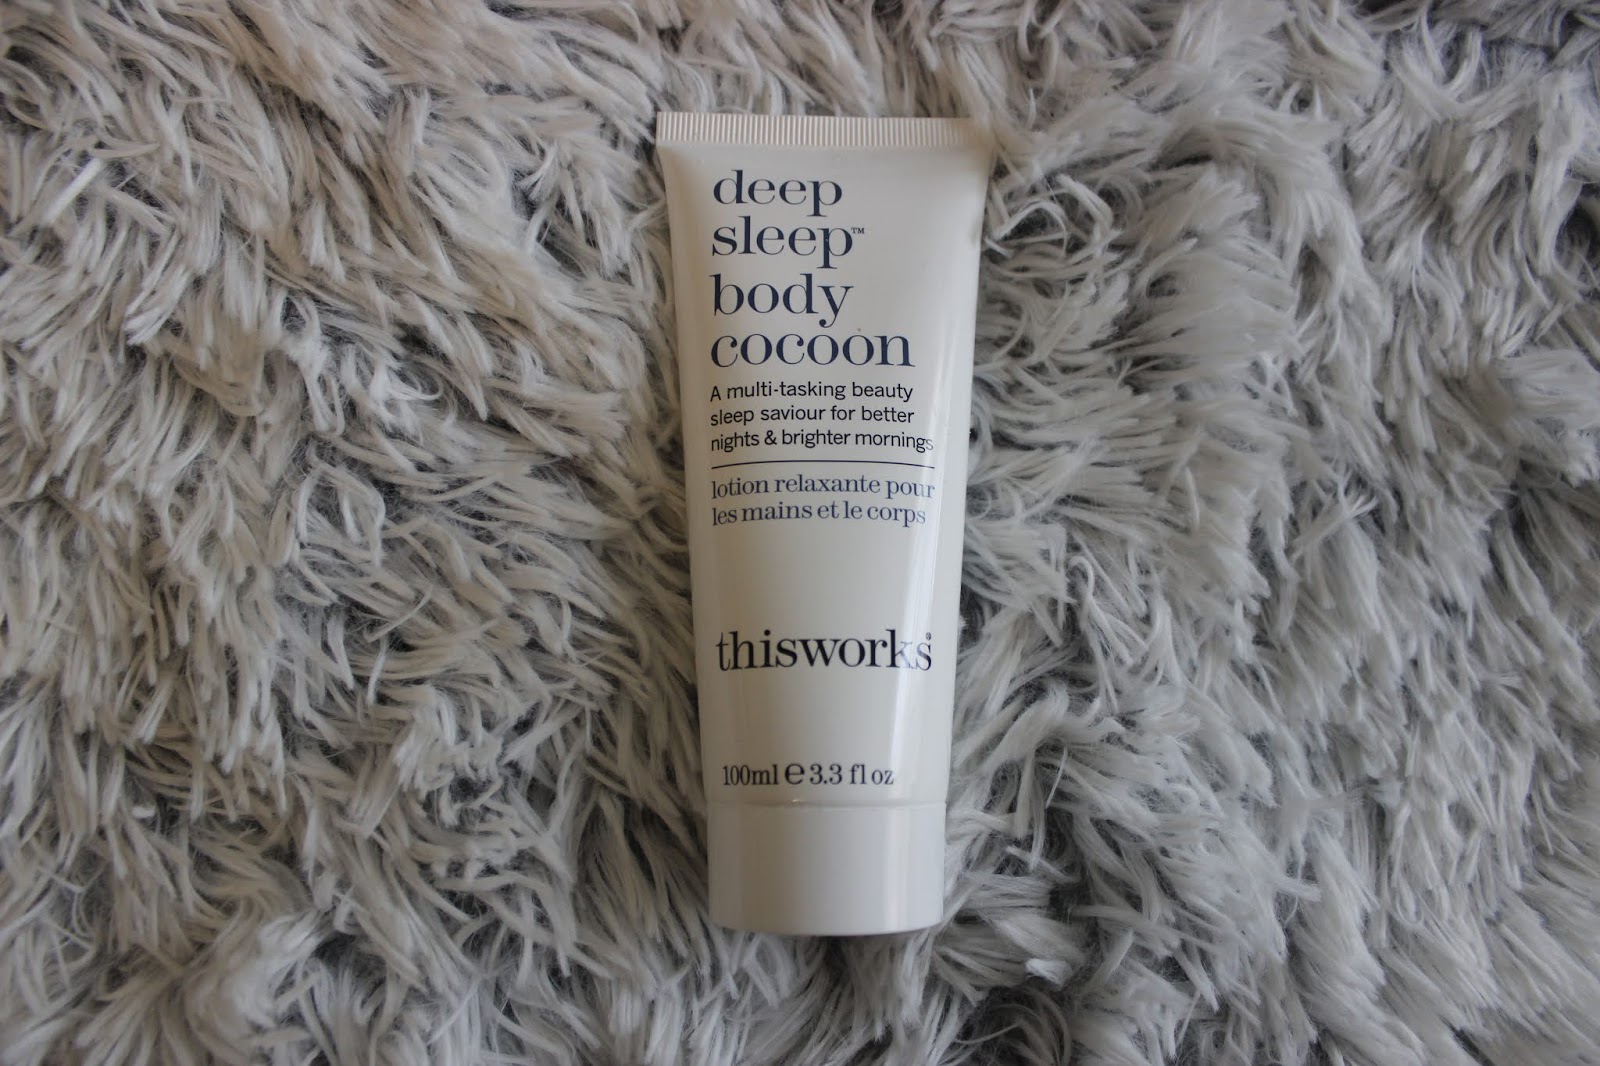 deep
sleep™
body
cocoon
A multi-tasking beauty
sleep saviour for better
nights & brighter mornings
lotion relaxante pour
les mains et le corps
thisworks®
100ml ℮ 3.3 fl oz